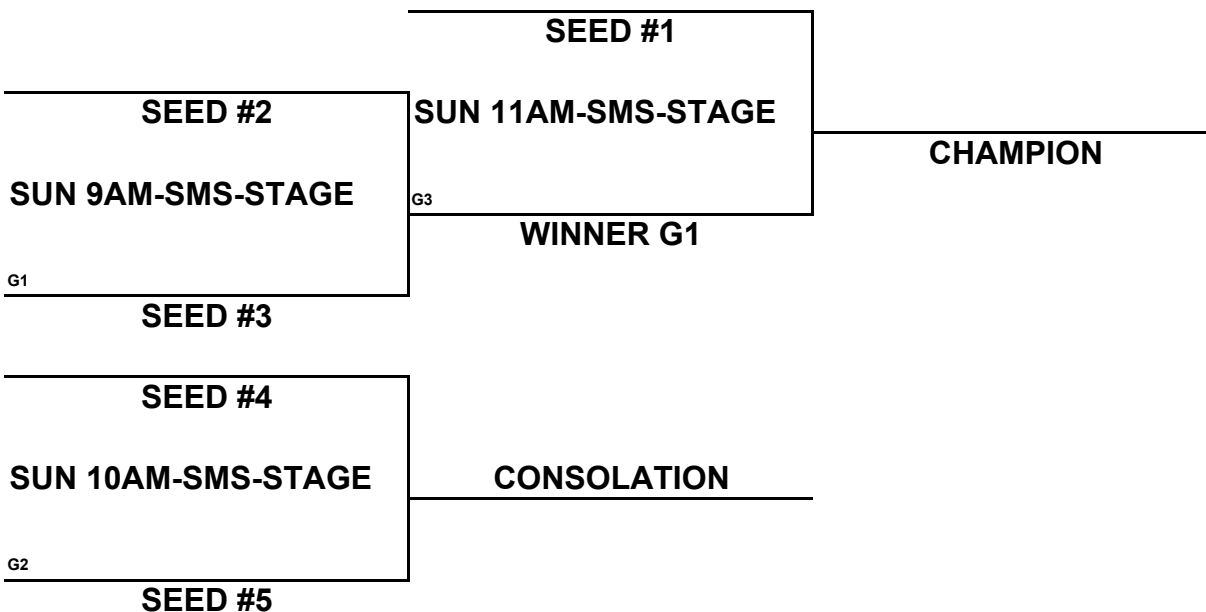 SEED #1
SEED #2
SUN 11AM-SMS-STAGE
CHAMPION
SUN 9AM-SMS-STAGE
G3
WINNER G1
G1
SEED #3
SEED #4
SUN 10AM-SMS-STAGE
CONSOLATION
G2
SEED #5